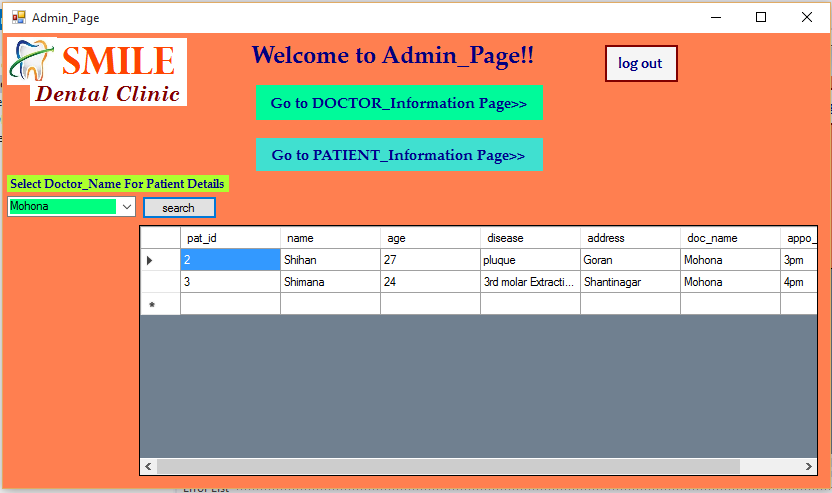 Admin_Page
SMILE
Dental Clinic
Welcome to Admin_Page!!
log out
Go to DOCTOR_Information Page>>
Go to PATIENT_Information Page>>
Select Doctor_Name For Patient Details
Mohona
search
pat_id name age disease address doc_name appo_
2 Shihan 27 pluque Goran Mohona 3pm
3 Shimana 24 3rd molar Extracti... Shantinagar Mohona 4pm
Error List